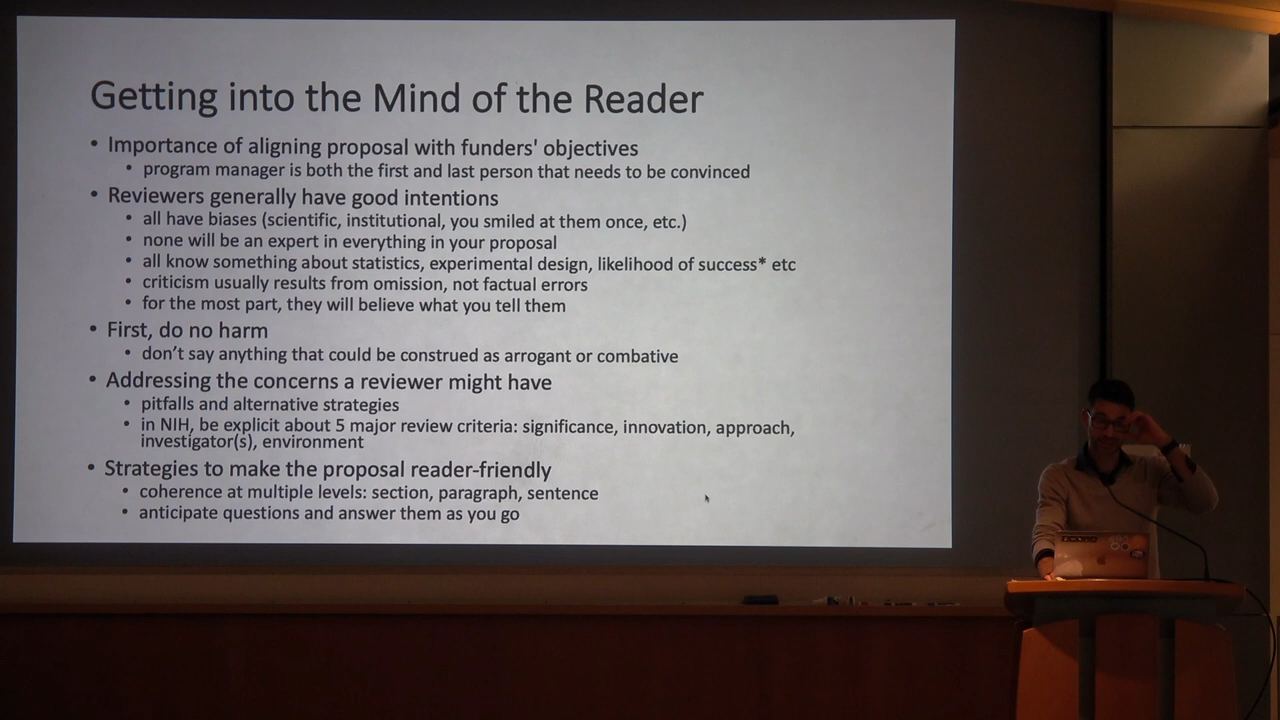 Getting into the Mind of the Reader
• Importance of aligning proposal with funders' objectives
• program manager is both the first and last person that needs to be convinced
• Reviewers generally have good intentions
• all have biases (scientific, institutional, you smiled at them once, etc.)
• none will be an expert in everything in your proposal
• all know something about statistics, experimental design, likelihood of success* etc
• criticism usually results from omission, not factual errors
• for the most part, they will believe what you tell them
• First, do no harm
• don’t say anything that could be construed as arrogant or combative
• Addressing the concerns a reviewer might have
• pitfalls and alternative strategies
• in NIH, be explicit about 5 major review criteria: significance, innovation, approach,
investigator(s), environment
• Strategies to make the proposal reader-friendly
• coherence at multiple levels: section, paragraph, sentence
• anticipate questions and answer them as you go